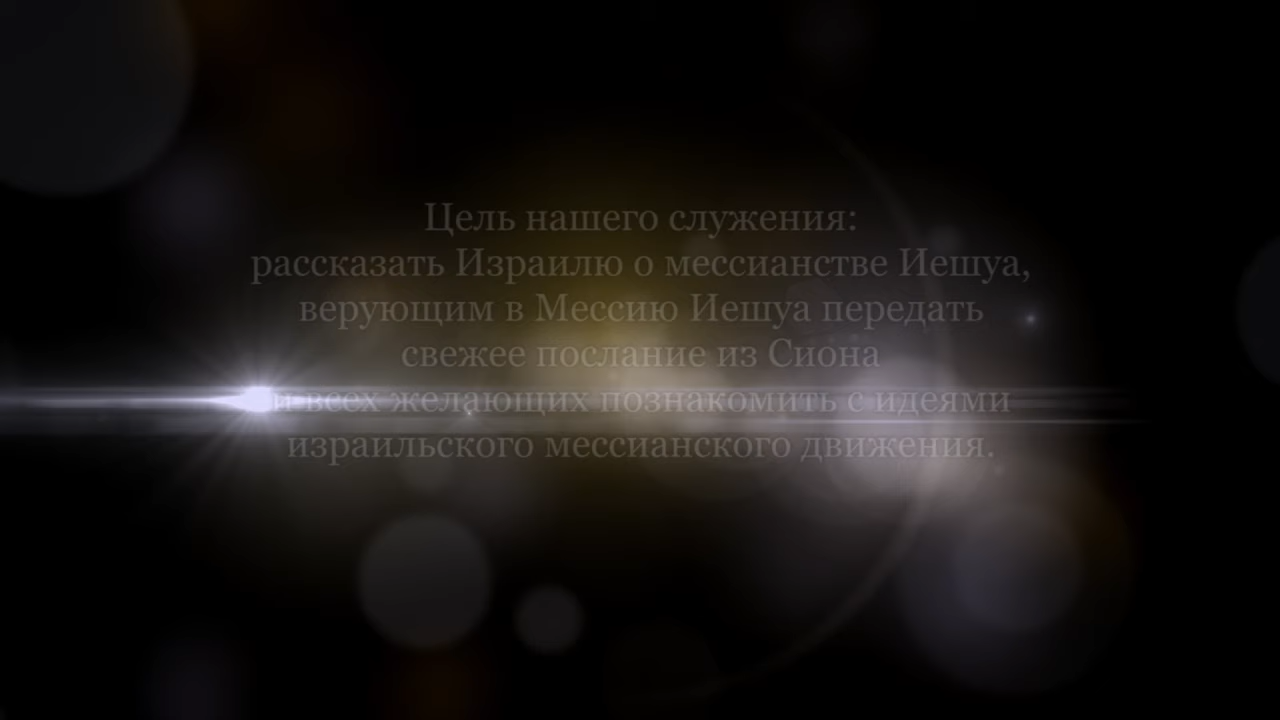 Цель нашего служения:
рассказать Израилю о мессианстве Иешуа,
верующим в Мессию Иешуа передать
свежее послание из Сиона
и всех желающих познакомить с идеями
израильского мессианского движения.